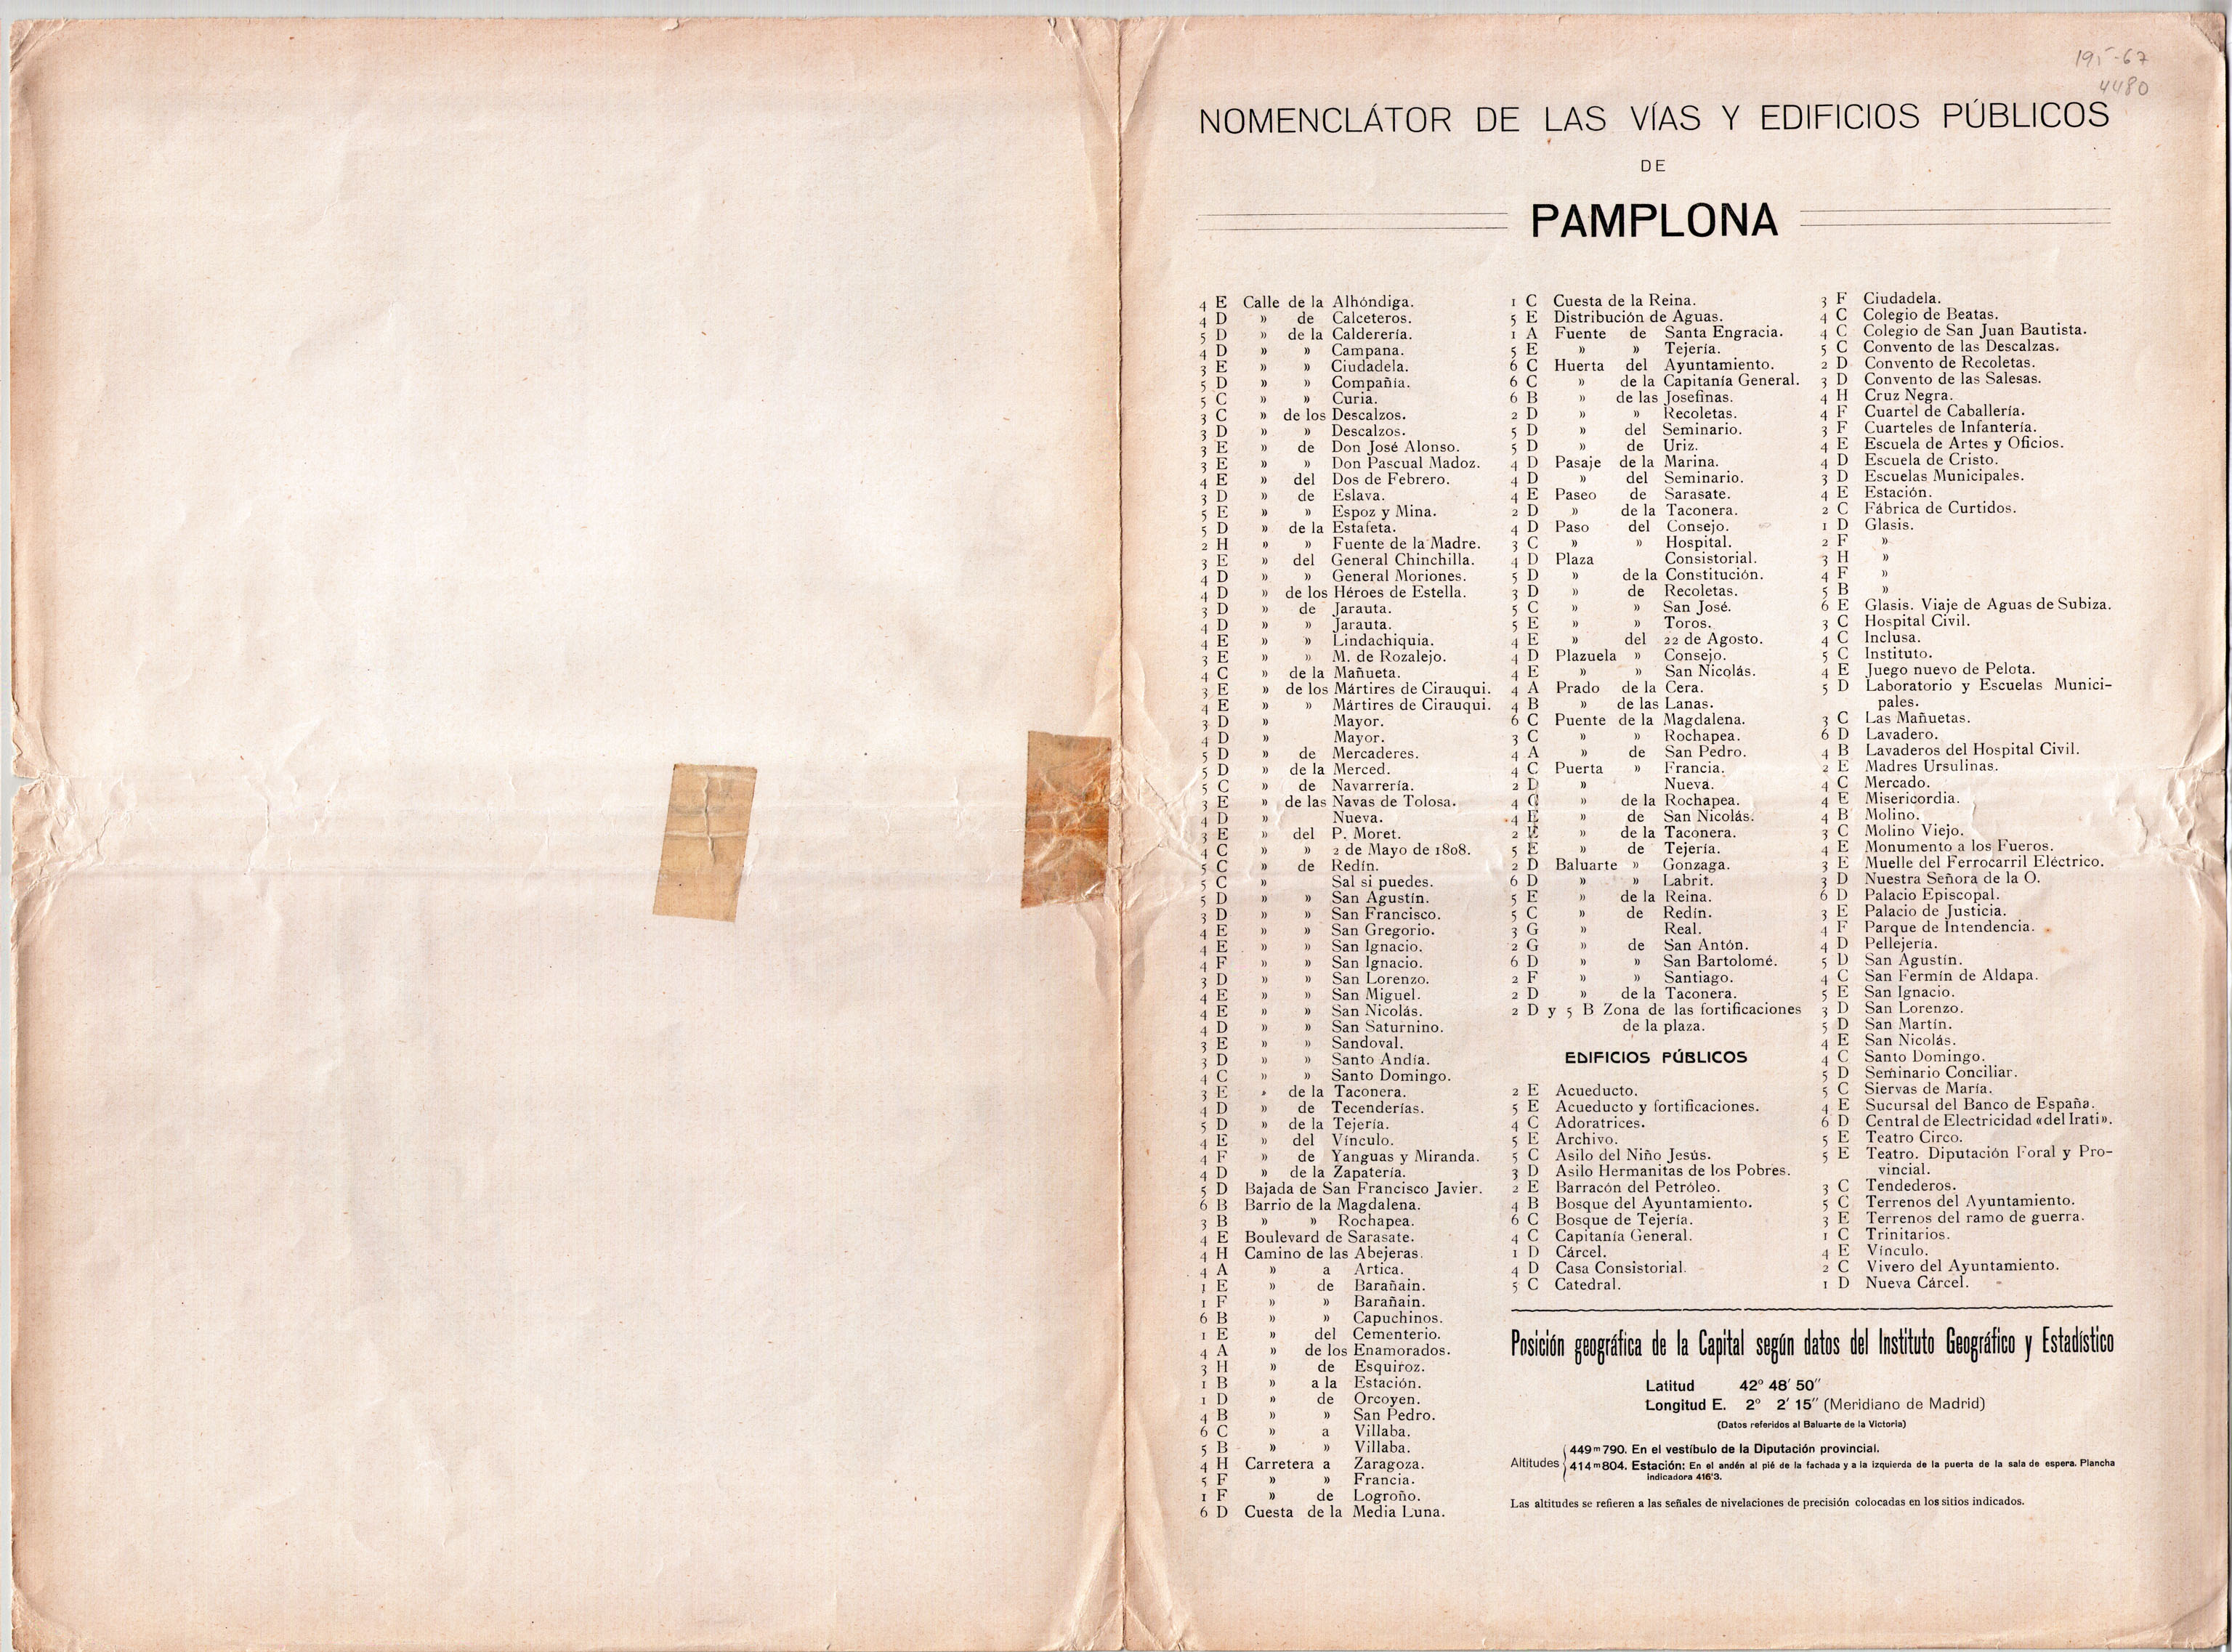 195-67
4480
NOMENCLÁTOR DE LAS VÍAS Y EDIFICIOS PÚBLICOS
DE
PAMPLONA
4 E Calle de la Alhóndiga.
4 D » de Calceteros.
5 D » de la Calderería.
4 D » » Campana.
3 E » » Ciudadela.
5 D » » Compañía.
5 C » » Curia.
3 C » de los Descalzos.
3 D » » Descalzos.
3 E » de Don José Alonso.
3 E » » Don Pascual Madoz.
4 E » del Dos de Febrero.
3 D » de Eslava.
5 E » » Espoz y Mina.
5 D » de la Estafeta.
2 H » » Fuente de la Madre.
3 E » del General Chinchilla.
4 D » » General Moriones.
4 D » de los Héroes de Estella.
3 D » de Jarauta.
4 D » » Jarauta.
4 E » » Lindachiquia.
3 E » » M. de Rozalejo.
4 C » de la Mañueta.
3 E » de los Mártires de Cirauqui.
4 E » » Mártires de Cirauqui.
3 D » Mayor.
4 D » Mayor.
5 D » de Mercaderes.
5 D » de la Merced.
5 C » de Navarrería.
3 E » de las Navas de Tolosa.
4 D » Nueva.
3 E » del P. Moret.
4 C » » 2 de Mayo de 1808.
5 C » de Redín.
5 C » Sal si puedes.
5 D » » San Agustín.
3 D » » San Francisco.
4 E » » San Gregorio.
4 E » » San Ignacio.
4 F » » San Ignacio.
3 D » » San Lorenzo.
4 E » » San Miguel.
4 E » » San Nicolás.
4 D » » San Saturnino.
3 E » » Sandoval.
3 D » » Santo Andía.
4 C » » Santo Domingo.
3 E » de la Taconera.
4 D » de Tecenderías.
5 D » de la Tejería.
4 E » del Vínculo.
4 F » de Yanguas y Miranda.
4 D » de la Zapatería.
5 D Bajada de San Francisco Javier.
6 B Barrio de la Magdalena.
3 B » » Rochapea.
4 E Boulevard de Sarasate.
4 H Camino de las Abejeras.
4 A » a Artica.
1 E » de Barañain.
1 F » » Barañain.
6 B » » Capuchinos.
1 E » del Cementerio.
4 A » de los Enamorados.
3 H » de Esquiroz.
1 B » a la Estación.
1 D » de Orcoyen.
4 B » » San Pedro.
6 C » a Villaba.
5 B » » Villaba.
4 H Carretera a Zaragoza.
5 F » » Francia.
1 F » de Logroño.
6 D Cuesta de la Media Luna.
1 C Cuesta de la Reina.
5 E Distribución de Aguas.
1 A Fuente de Santa Engracia.
5 E » » Tejería.
6 C Huerta del Ayuntamiento.
6 C » de la Capitanía General.
6 B » de las Josefinas.
2 D » » Recoletas.
5 D » del Seminario.
5 D » de Uriz.
4 D Pasaje de la Marina.
4 D » del Seminario.
4 E Paseo de Sarasate.
2 D » de la Taconera.
4 D Paso del Consejo.
3 C » » Hospital.
4 D Plaza Consistorial.
5 D » de la Constitución.
3 D » de Recoletas.
5 C » » San José.
5 E » » Toros.
4 E » del 22 de Agosto.
4 D Plazuela » Consejo.
4 E » » San Nicolás.
4 A Prado de la Cera.
4 B » de las Lanas.
6 C Puente de la Magdalena.
3 C » » Rochapea.
4 A » de San Pedro.
4 C Puerta » Francia.
2 D » Nueva.
4 C » de la Rochapea.
4 E » de San Nicolás.
2 E » de la Taconera.
5 E » de Tejería.
2 D Baluarte » Gonzaga.
6 D » » Labrit.
5 E » de la Reina.
5 C » de Redín.
3 G » Real.
2 G » de San Antón.
6 D » » San Bartolomé.
2 F » » Santiago.
2 D » de la Taconera.
2 D y 5 B Zona de las fortificaciones
de la plaza.
EDIFICIOS PÚBLICOS
2 E Acueducto.
5 E Acueducto y fortificaciones.
4 C Adoratrices.
5 E Archivo.
5 C Asilo del Niño Jesús.
3 D Asilo Hermanitas de los Pobres.
2 E Barracón del Petróleo.
4 B Bosque del Ayuntamiento.
6 C Bosque de Tejería.
4 C Capitanía General.
1 D Cárcel.
4 D Casa Consistorial.
5 C Catedral.
3 F Ciudadela.
4 C Colegio de Beatas.
4 C Colegio de San Juan Bautista.
5 C Convento de las Descalzas.
2 D Convento de Recoletas.
3 D Convento de las Salesas.
4 H Cruz Negra.
4 F Cuartel de Caballería.
3 F Cuarteles de Infantería.
4 E Escuela de Artes y Oficios.
4 D Escuela de Cristo.
3 D Escuelas Municipales.
4 E Estación.
2 C Fábrica de Curtidos.
1 D Glasis.
2 F »
3 H »
4 F »
5 B »
6 E Glasis. Viaje de Aguas de Subiza.
3 C Hospital Civil.
4 C Inclusa.
5 C Instituto.
4 E Juego nuevo de Pelota.
5 D Laboratorio y Escuelas Munici-
pales.
3 C Las Mañuetas.
6 D Lavadero.
4 B Lavaderos del Hospital Civil.
2 E Madres Ursulinas.
4 C Mercado.
4 E Misericordia.
4 B Molino.
3 C Molino Viejo.
4 E Monumento a los Fueros.
3 E Muelle del Ferrocarril Eléctrico.
3 D Nuestra Señora de la O.
6 D Palacio Episcopal.
3 E Palacio de Justicia.
4 F Parque de Intendencia.
4 D Pellejería.
5 D San Agustín.
4 C San Fermín de Aldapa.
5 E San Ignacio.
3 D San Lorenzo.
5 D San Martín.
4 E San Nicolás.
4 C Santo Domingo.
5 D Seminario Conciliar.
5 C Siervas de María.
4 E Sucursal del Banco de España.
6 D Central de Electricidad «del Irati».
5 E Teatro Circo.
5 E Teatro. Diputación Foral y Pro-
vincial.
3 C Tendederos.
5 C Terrenos del Ayuntamiento.
3 E Terrenos del ramo de guerra.
1 C Trinitarios.
4 E Vínculo.
2 C Vivero del Ayuntamiento.
1 D Nueva Cárcel.
Posición geográfica de la Capital según datos del Instituto Geográfico y Estadístico
Latitud 42º 48′ 50″
Longitud E. 2º 2′ 15″ (Meridiano de Madrid)
(Datos referidos al Baluarte de la Victoria)
Altitudes { 449m790. En el vestíbulo de la Diputación provincial.
414m804. Estación: En el andén al pié de la fachada y a la izquierda de la puerta de la sala de espera. Plancha
indicadora 416'3.
Las altitudes se refieren a las señales de nivelaciones de precisión colocadas en los sitios indicados.